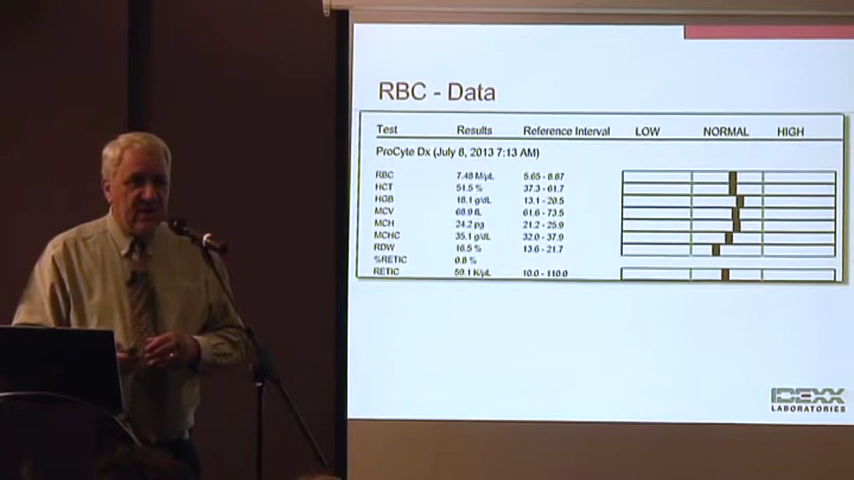 RBC - Data
Test Results Reference Interval LOW NORMAL HIGH
ProCyte Dx (July 8, 2013 7:13 AM)
RBC 7.48 M/µL 5.65 - 8.87
HCT 51.5 % 37.3 - 61.7
HGB 18.1 g/dL 13.1 - 20.5
MCV 68.9 fL 61.6 - 73.5
MCH 24.2 pg 21.2 - 25.9
MCHC 35.1 g/dL 32.0 - 37.9
RDW 16.5 % 13.6 - 21.7
%RETIC 0.8 %
RETIC 59.1 K/µL 10.0 - 110.0
IDEXX
LABORATORIES